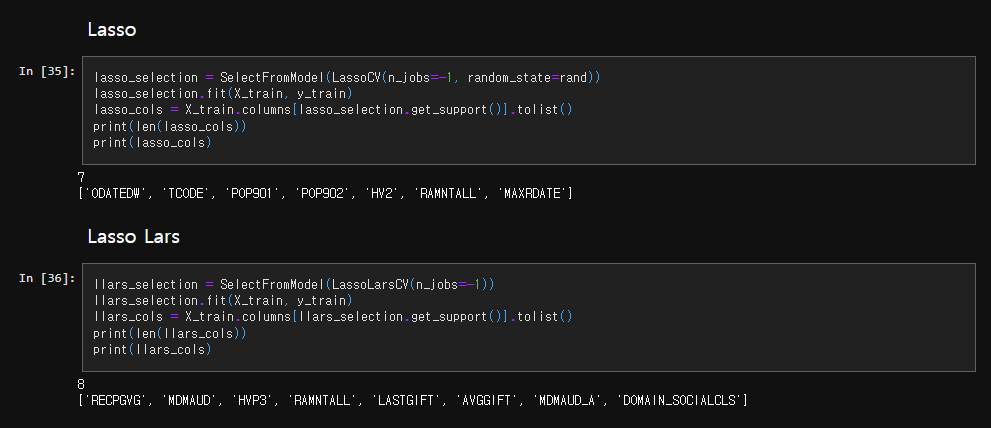 Lasso
In [35]:
lasso_selection = SelectFromModel(LassoCV(n_jobs=-1, random_state=rand))
lasso_selection.fit(X_train, y_train)
lasso_cols = X_train.columns[lasso_selection.get_support()].tolist()
print(len(lasso_cols))
print(lasso_cols)
7
['ODATEDW', 'TCODE', 'POP901', 'POP902', 'HV2', 'RAMNTALL', 'MAXRDATE']
Lasso Lars
In [36]:
llars_selection = SelectFromModel(LassoLarsCV(n_jobs=-1))
llars_selection.fit(X_train, y_train)
llars_cols = X_train.columns[llars_selection.get_support()].tolist()
print(len(llars_cols))
print(llars_cols)
8
['RECPGVG', 'MDMAUD', 'HVP3', 'RAMNTALL', 'LASTGIFT', 'AVGGIFT', 'MDMAUD_A', 'DOMAIN_SOCIALCLS']